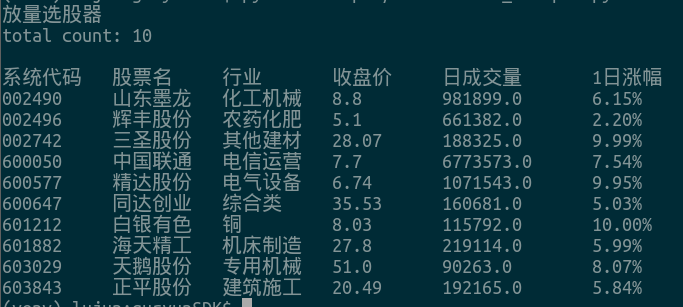 放量选股器
total count: 10
系统代码 股票名 行业 收盘价 日成交量 1日涨幅
002490 山东墨龙 化工机械 8.8 981899.0 6.15%
002496 辉丰股份 农药化肥 5.1 661382.0 2.20%
002742 三圣股份 其他建材 28.07 188325.0 9.99%
600050 中国联通 电信运营 7.7 6773573.0 7.54%
600577 精达股份 电气设备 6.74 1071543.0 9.95%
600647 同达创业 综合类 35.53 160681.0 5.03%
601212 白银有色 铜 8.03 115792.0 10.00%
601882 海天精工 机床制造 27.8 219114.0 5.99%
603029 天鹅股份 专用机械 51.0 90263.0 8.07%
603843 正平股份 建筑施工 20.49 192165.0 5.84%